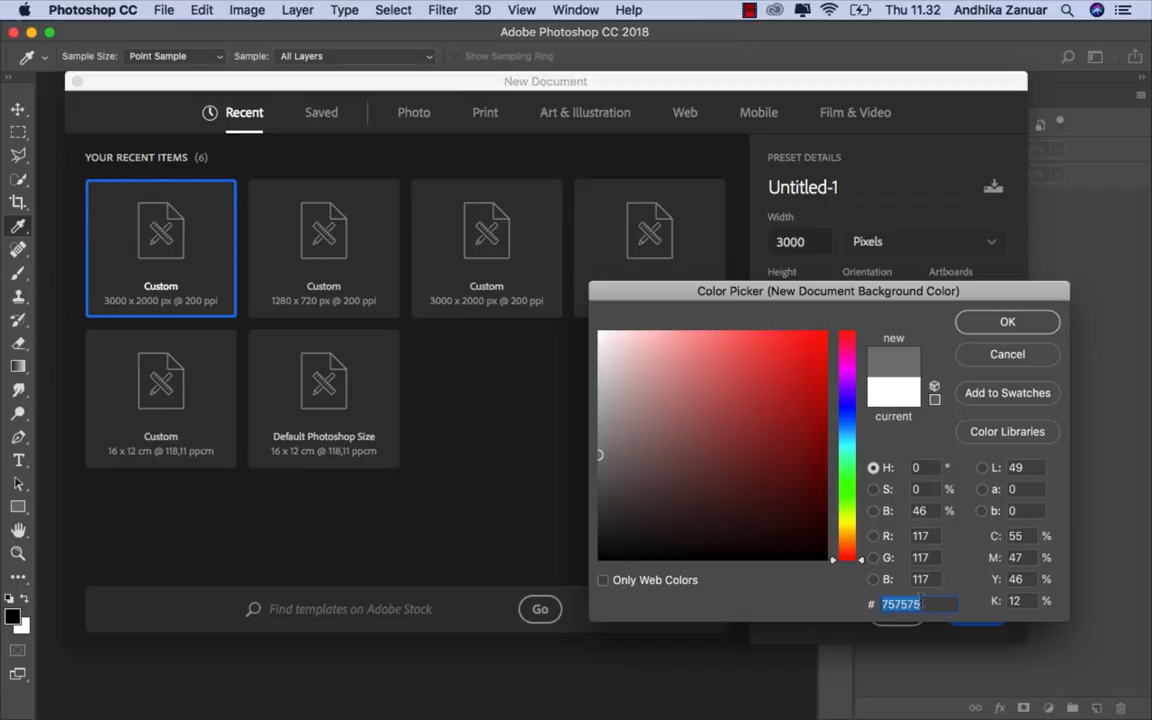 Photoshop CC File Edit Image Layer Type Select Filter 3D View Window Help Thu 11.32 Andhika Zanuar
Adobe Photoshop CC 2018
Sample Size: Point Sample Sample: All Layers Show Sampling Ring
New Document
Recent Saved Photo Print Art & Illustration Web Mobile Film & Video
YOUR RECENT ITEMS (6)
PRESET DETAILS
Untitled-1
Width
3000 Pixels
Height Orientation Artboards
Custom
3000 x 2000 px @ 200 ppi
Custom
1280 x 720 px @ 200 ppi
Custom
3000 x 2000 px @ 200 ppi
Custom
16 x 12 cm @ 118,11 ppcm
Default Photoshop Size
16 x 12 cm @ 118,11 ppcm
Find templates on Adobe Stock Go
Color Picker (New Document Background Color)
new
current
OK
Cancel
Add to Swatches
Color Libraries
H: 0 ° L: 49
S: 0 % a: 0
B: 46 % b: 0
R: 117 C: 55 %
G: 117 M: 47 %
B: 117 Y: 46 %
# 757575 K: 12 %
Only Web Colors